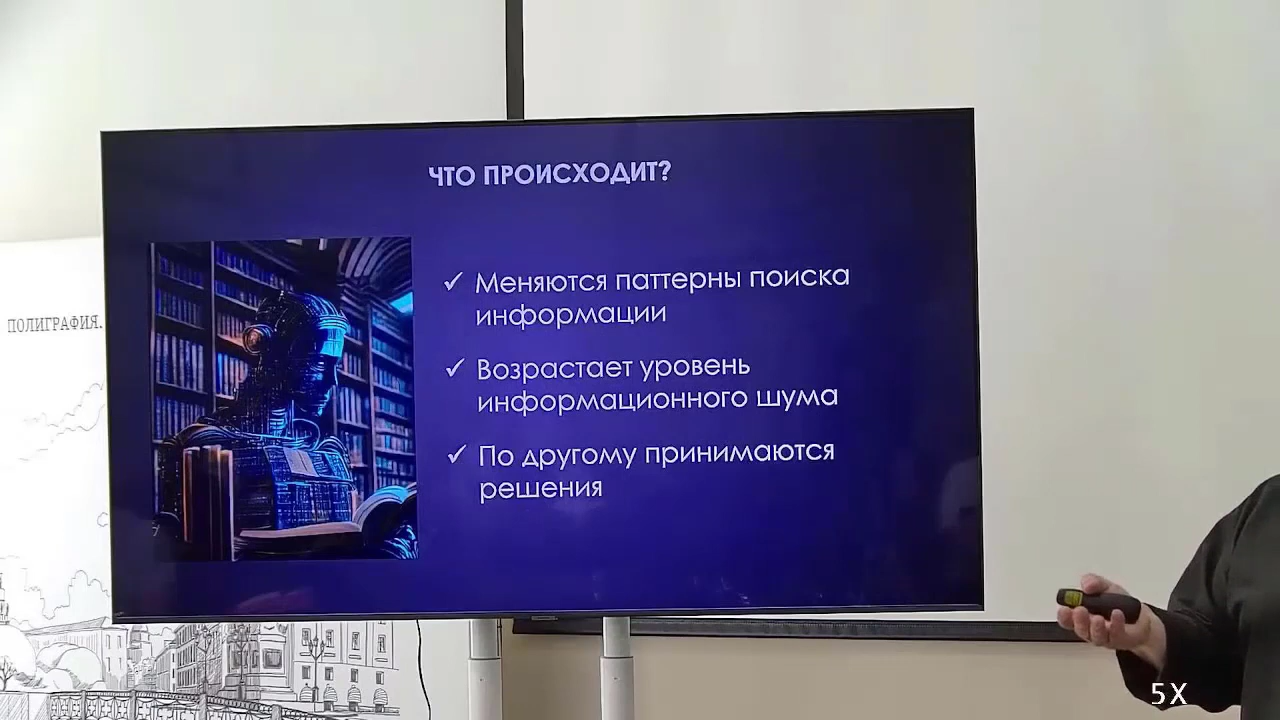 ЧТО ПРОИСХОДИТ?
✓ Меняются паттерны поиска
информации
✓ Возрастает уровень
информационного шума
✓ По другому принимаются
решения
ПОЛИГРАФИЯ.
5X